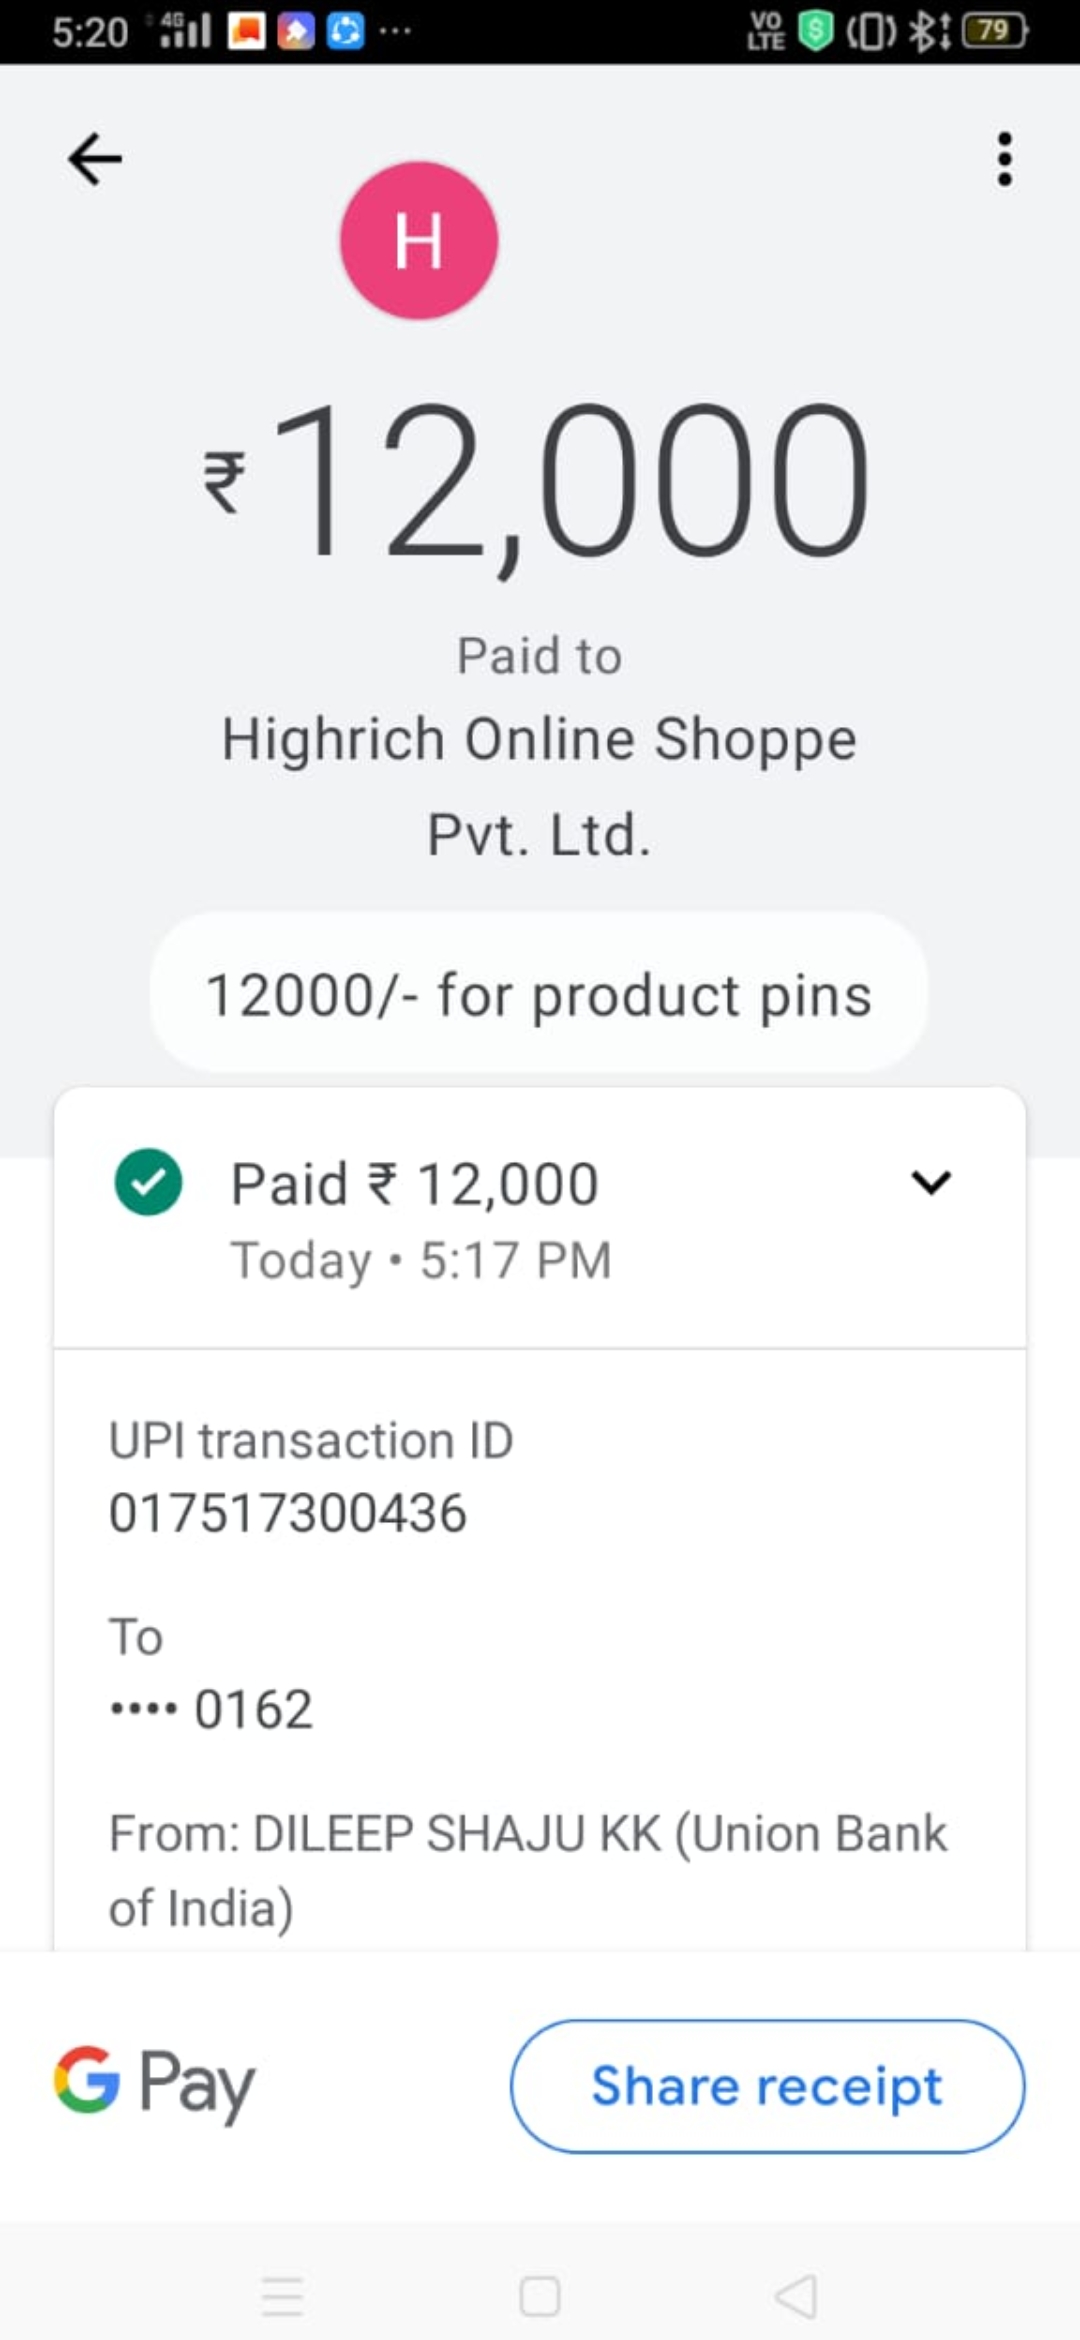 5:20 4G VO LTE 79
H
₹12,000
Paid to
Highrich Online Shoppe
Pvt. Ltd.
12000/- for product pins
Paid ₹ 12,000
Today • 5:17 PM
UPI transaction ID
017517300436
To
•••• 0162
From: DILEEP SHAJU KK (Union Bank
of India)
G Pay Share receipt